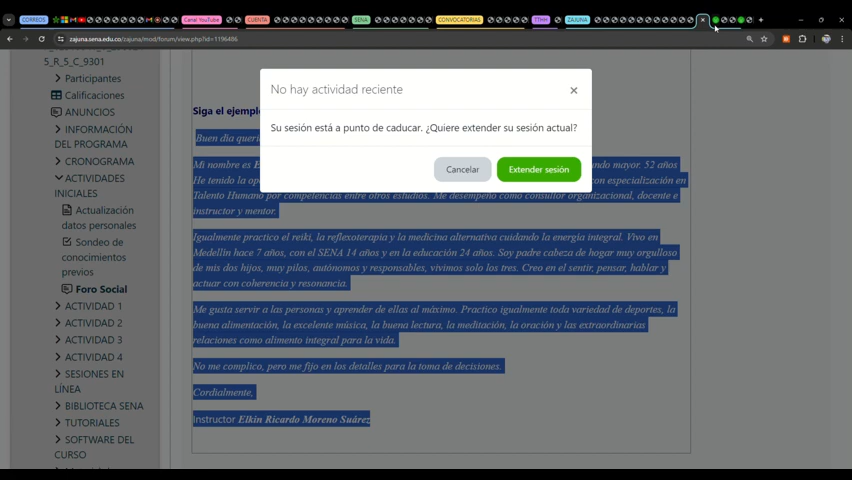 CORREOS
Canal YouTube
CUENTA
SENA
CONVOCATORIAS
TTHH
ZAJUNA
zajuna.sena.edu.co/zajuna/mod/forum/view.php?id=1196486
5_R_5_C_9301
Participantes
Calificaciones
ANUNCIOS
INFORMACIÓN
DEL PROGRAMA
CRONOGRAMA
ACTIVIDADES
INICIALES
Actualización
datos personales
Sondeo de
conocimientos
previos
Foro Social
ACTIVIDAD 1
ACTIVIDAD 2
ACTIVIDAD 3
ACTIVIDAD 4
SESIONES EN
LÍNEA
BIBLIOTECA SENA
TUTORIALES
SOFTWARE DEL
CURSO
No hay actividad reciente
Su sesión está a punto de caducar. ¿Quiere extender su sesión actual?
Cancelar
Extender sesión
Siga el ejemplo
Buen día
Mi nombre es
mayor. 52 años
He tenido la
con especialización en
Talento Humano por competencias entre otros estudios. Me desempeño como consultor organizacional, docente e
instructor y mentor.
Igualmente practico el reiki, la reflexoterapia y la medicina alternativa cuidando la energía integral. Vivo en
Medellín hace 7 años, con el SENA 14 años y en la educación 24 años. Soy padre cabeza de hogar muy orgulloso
de mis dos hijos, muy pilos, autónomos y responsables, vivimos solo los tres. Creo en el sentir, pensar, hablar y
actuar con coherencia y resonancia.
Me gusta servir a las personas y aprender de ellas al máximo. Practico igualmente toda variedad de deportes, la
buena alimentación, la excelente música, la buena lectura, la meditación, la oración y las extraordinarias
relaciones como alimento integral para la vida.
No me complico, pero me fijo en los detalles para la toma de decisiones.
Cordialmente,
Instructor Elkin Ricardo Moreno Suárez